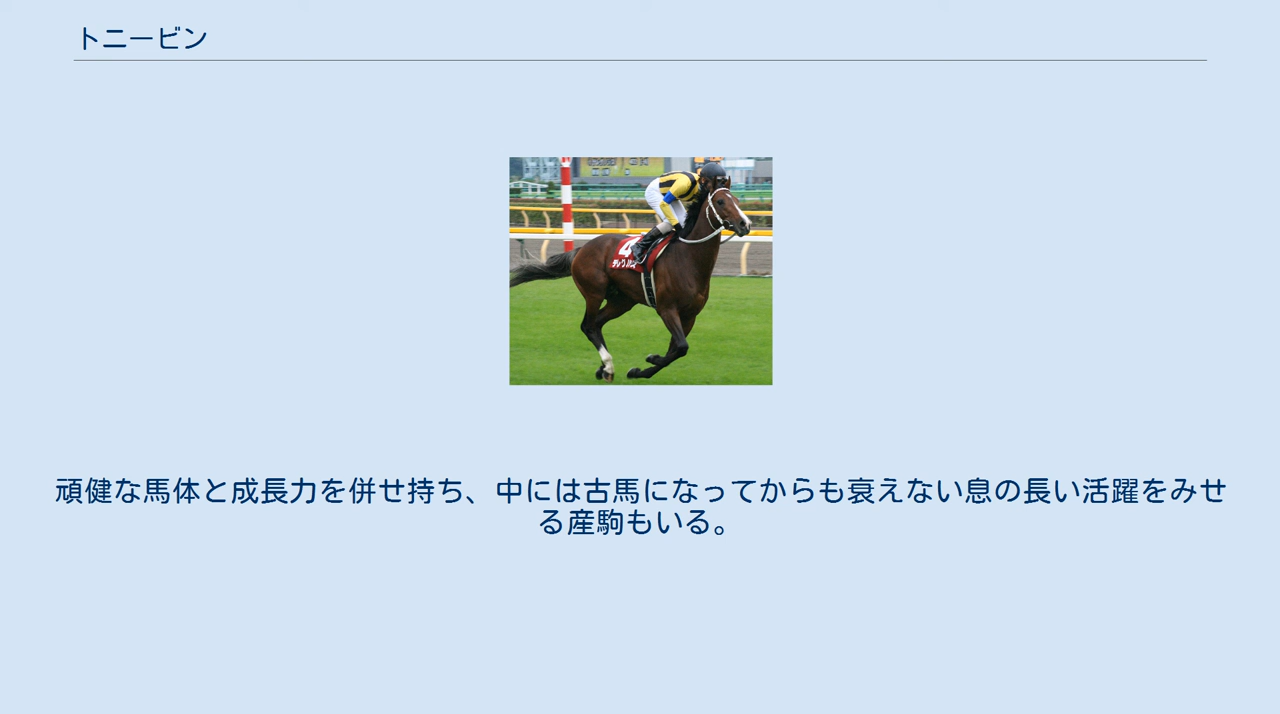 トニービン
4
頑健な馬体と成長力を併せ持ち、中には古馬になってからも衰えない息の長い活躍をみせ
る産駒もいる。